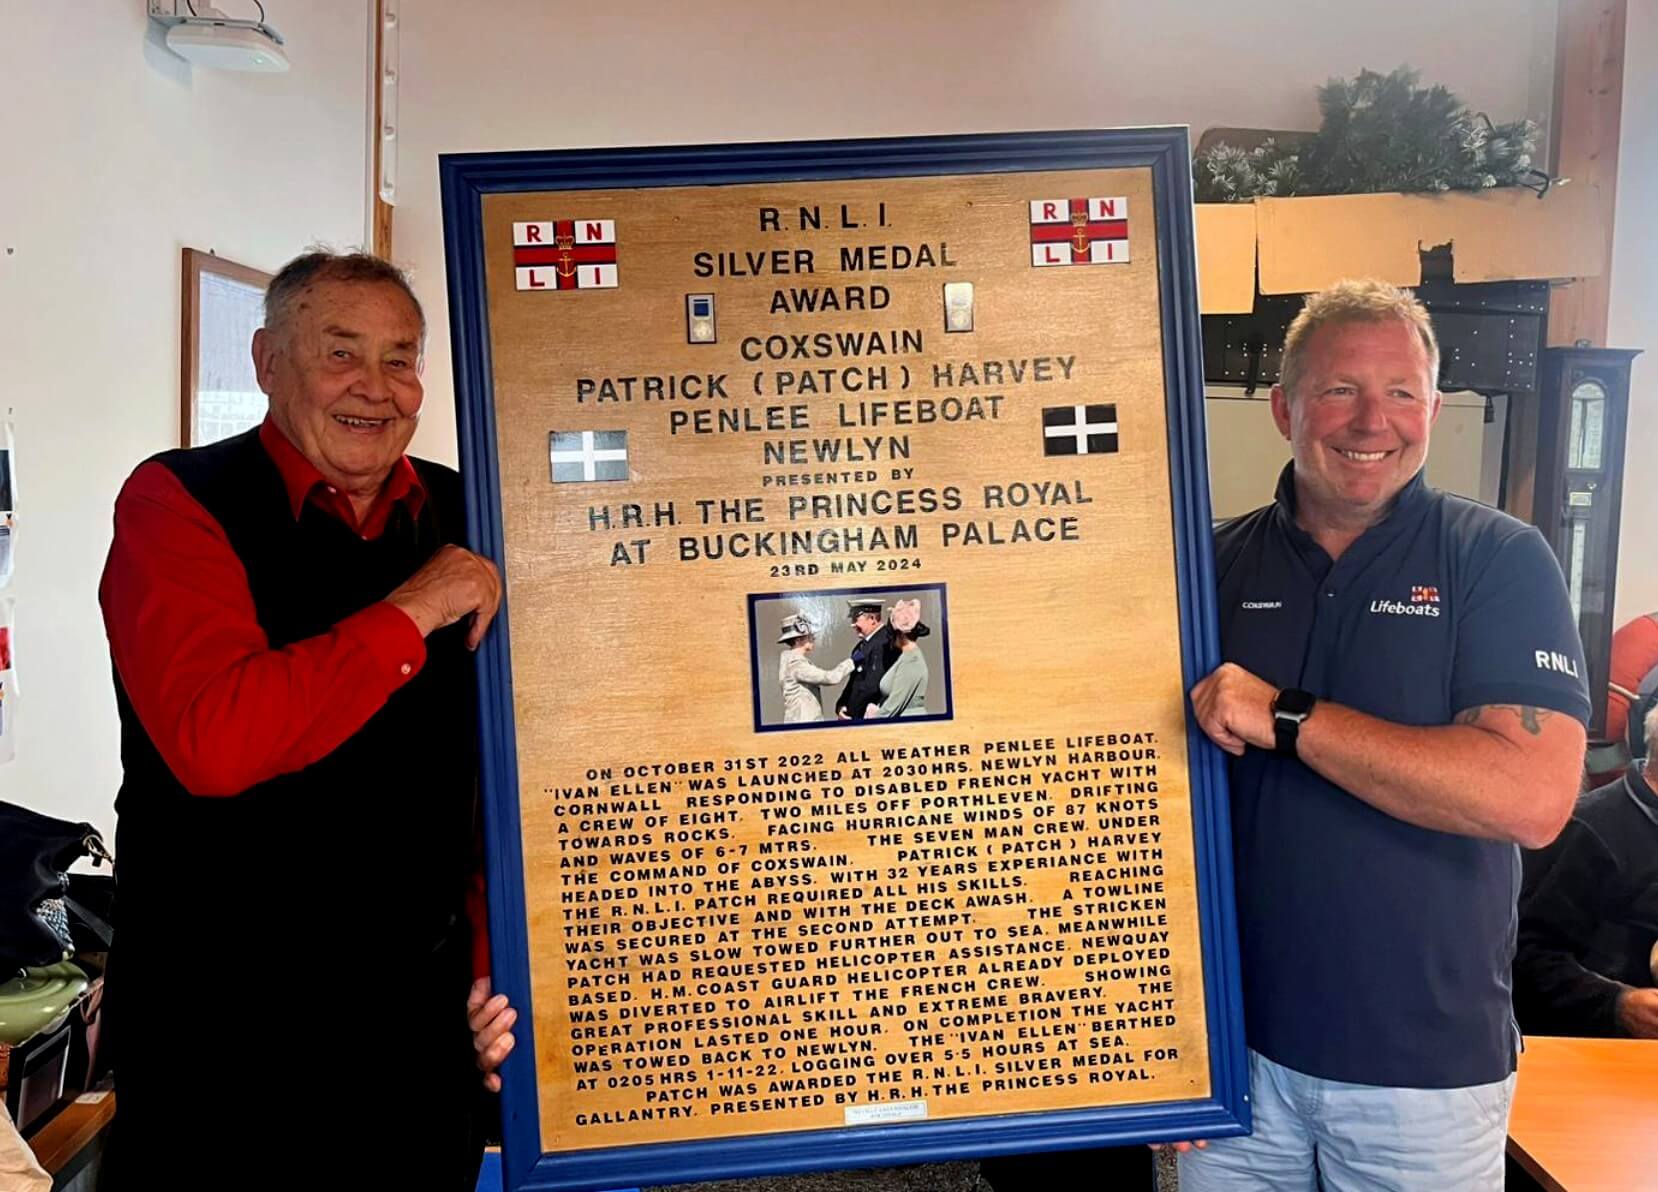 R N
L I
R N
L I
R. N. L. I.
SILVER MEDAL
AWARD
COXSWAIN
PATRICK ( PATCH ) HARVEY
PENLEE LIFEBOAT
NEWLYN
PRESENTED BY
H.R.H. THE PRINCESS ROYAL
AT BUCKINGHAM PALACE
23RD MAY 2024
ON OCTOBER 31ST 2022 ALL WEATHER PENLEE LIFEBOAT.
"IVAN ELLEN" WAS LAUNCHED AT 2030HRS. NEWLYN HARBOUR.
CORNWALL RESPONDING TO DISABLED FRENCH YACHT WITH
A CREW OF EIGHT. TWO MILES OFF PORTHLEVEN. DRIFTING
TOWARDS ROCKS. FACING HURRICANE WINDS OF 87 KNOTS
AND WAVES OF 6-7 MTRS. THE SEVEN MAN CREW. UNDER
THE COMMAND OF COXSWAIN. PATRICK ( PATCH ) HARVEY
HEADED INTO THE ABYSS. WITH 32 YEARS EXPERIANCE WITH
THE R.N.L.I. PATCH REQUIRED ALL HIS SKILLS. REACHING
THEIR OBJECTIVE AND WITH THE DECK AWASH. A TOWLINE
WAS SECURED AT THE SECOND ATTEMPT. THE STRICKEN
YACHT WAS SLOW TOWED FURTHER OUT TO SEA. MEANWHILE
PATCH HAD REQUESTED HELICOPTER ASSISTANCE. NEWQUAY
BASED. H.M. COAST GUARD HELICOPTER ALREADY DEPLOYED
WAS DIVERTED TO AIRLIFT THE FRENCH CREW. SHOWING
GREAT PROFESSIONAL SKILL AND EXTREME BRAVERY. THE
OPERATION LASTED ONE HOUR. ON COMPLETION THE YACHT
WAS TOWED BACK TO NEWLYN. THE "IVAN ELLEN" BERTHED
AT 0205HRS 1-11-22. LOGGING OVER 5·5 HOURS AT SEA.
PATCH WAS AWARDED THE R.N.L.I. SILVER MEDAL FOR
GALLANTRY. PRESENTED BY H.R.H. THE PRINCESS ROYAL.
COXSWAIN
Lifeboats
RNLI